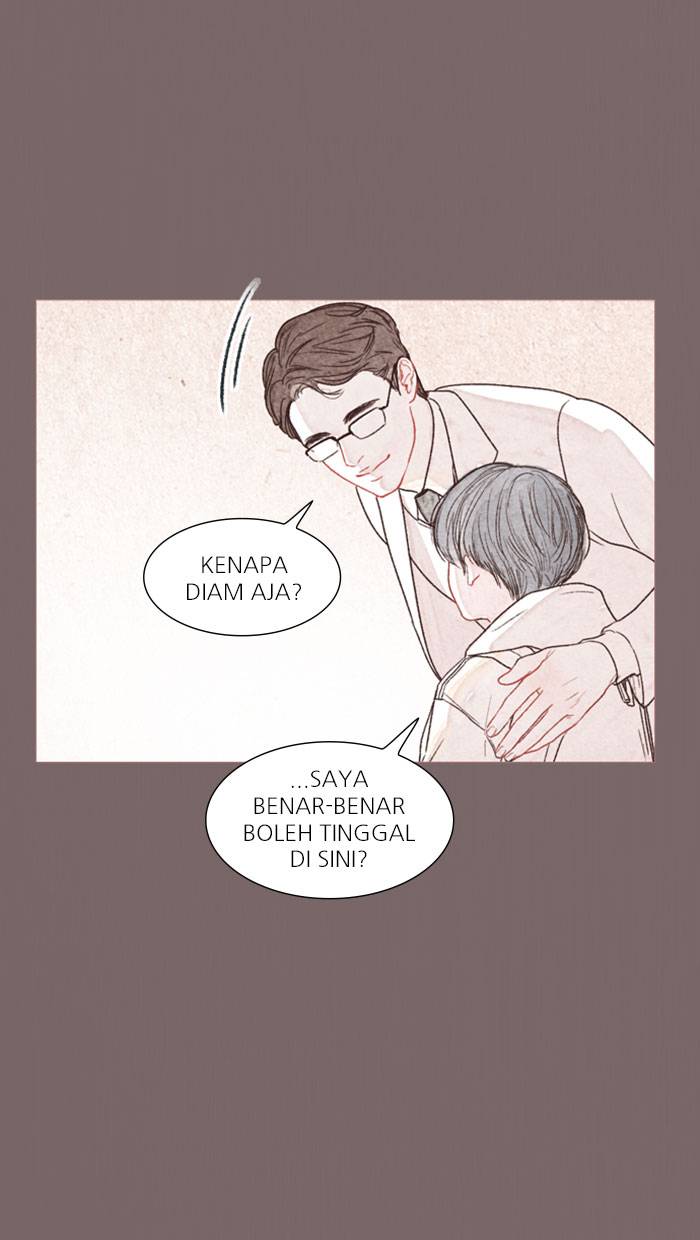 KENAPA
DIAM AJA?
...SAYA
BENAR-BENAR
BOLEH TINGGAL
DI SINI?